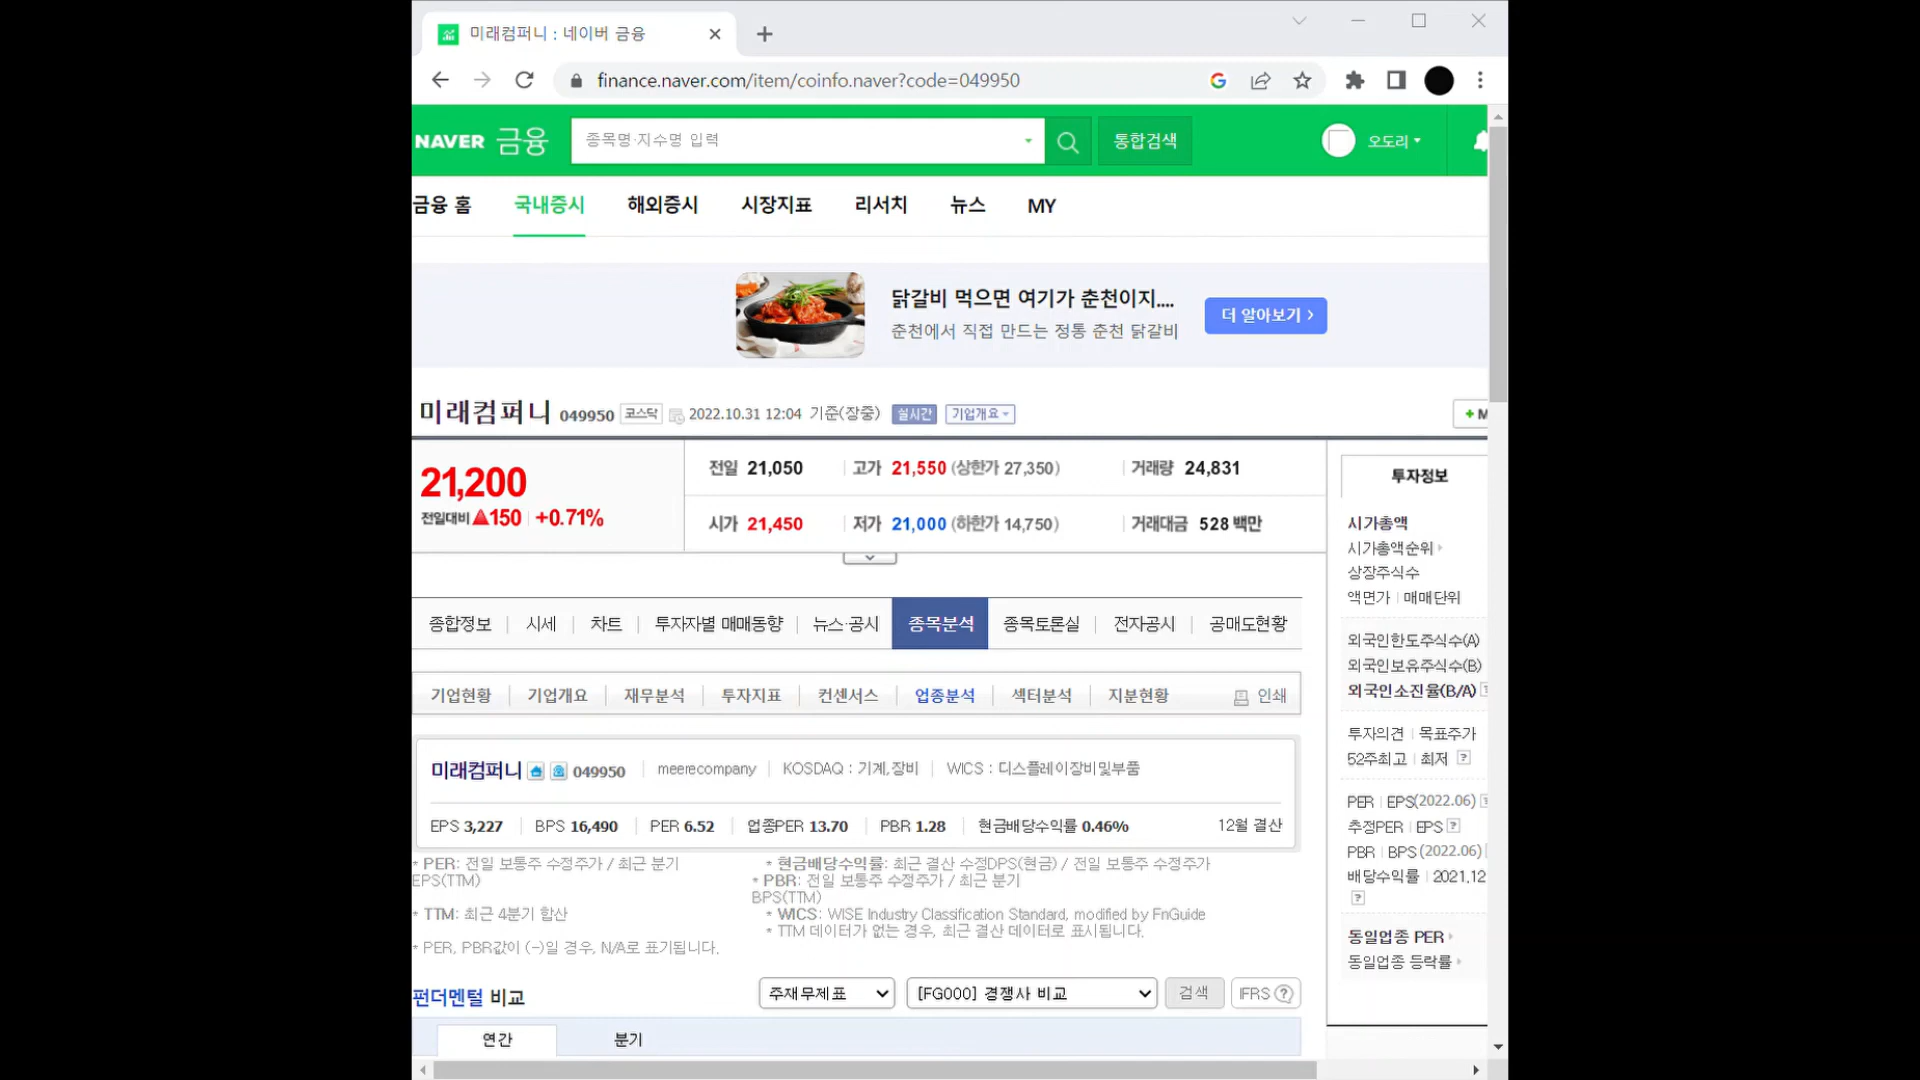 미래컴퍼니 : 네이버 금융
finance.naver.com/item/coinfo.naver?code=049950
NAVER 금융 종목명·지수명 입력 통합검색 오도리
금융 홈 국내증시 해외증시 시장지표 리서치 뉴스 MY
닭갈비 먹으면 여기가 춘천이지....
춘천에서 직접 만드는 정통 춘천 닭갈비
더 알아보기 >
미래컴퍼니 049950 코스닥 2022.10.31 12:04 기준(장중) 실시간 기업개요
+ M
21,200
전일대비 ▲150 +0.71%
전일 21,050 고가 21,550 (상한가 27,350) 거래량 24,831
시가 21,450 저가 21,000 (하한가 14,750) 거래대금 528 백만
투자정보
시가총액
시가총액순위
상장주식수
액면가 | 매매단위
외국인한도주식수(A)
외국인보유주식수(B)
외국인소진율(B/A) ?
투자의견 | 목표주가
52주최고 | 최저 ?
PER | EPS(2022.06)
추정PER | EPS ?
PBR | BPS (2022.06)
배당수익률 | 2021.12
?
동일업종 PER
동일업종 등락률
종합정보 시세 차트 투자자별 매매동향 뉴스·공시 종목분석 종목토론실 전자공시 공매도현황
기업현황 기업개요 재무분석 투자지표 컨센서스 업종분석 섹터분석 지분현황 인쇄
미래컴퍼니 049950 meerecompany KOSDAQ : 기계,장비 WICS : 디스플레이장비및부품
EPS 3,227 BPS 16,490 PER 6.52 업종PER 13.70 PBR 1.28 현금배당수익률 0.46% 12월 결산
* PER: 전일 보통주 수정주가 / 최근 분기
EPS(TTM)
* TTM: 최근 4분기 합산
* PER, PBR값이 (-)일 경우, N/A로 표기됩니다.
* 현금배당수익률: 최근 결산 수정DPS(현금) / 전일 보통주 수정주가
* PBR: 전일 보통주 수정주가 / 최근 분기
BPS(TTM)
* WICS: WISE Industry Classification Standard, modified by FnGuide
* TTM 데이터가 없는 경우, 최근 결산 데이터로 표시됩니다.
펀더멘털 비교 주재무제표 [FG000] 경쟁사 비교 검색 IFRS ?
연간 분기